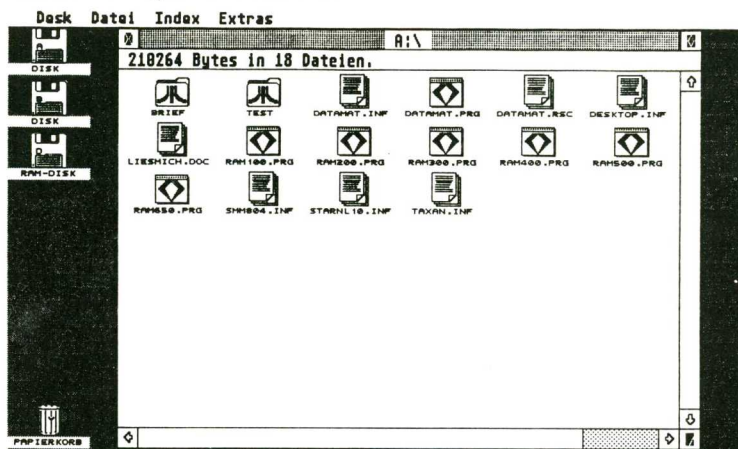 Desk Datei Index Extras
A:\
210264 Bytes in 18 Dateien.
DISK
DISK
RAM-DISK
PAPIERKORB
BRIEF TEST DATAMAT.INF DATAMAT.PRG DATAMAT.RSC DESKTOP.INF
LIESMICH.DOC RAM100.PRG RAM200.PRG RAM300.PRG RAM400.PRG RAM500.PRG
RAM650.PRG SMM804.INF STARNL10.INF TAXAN.INF